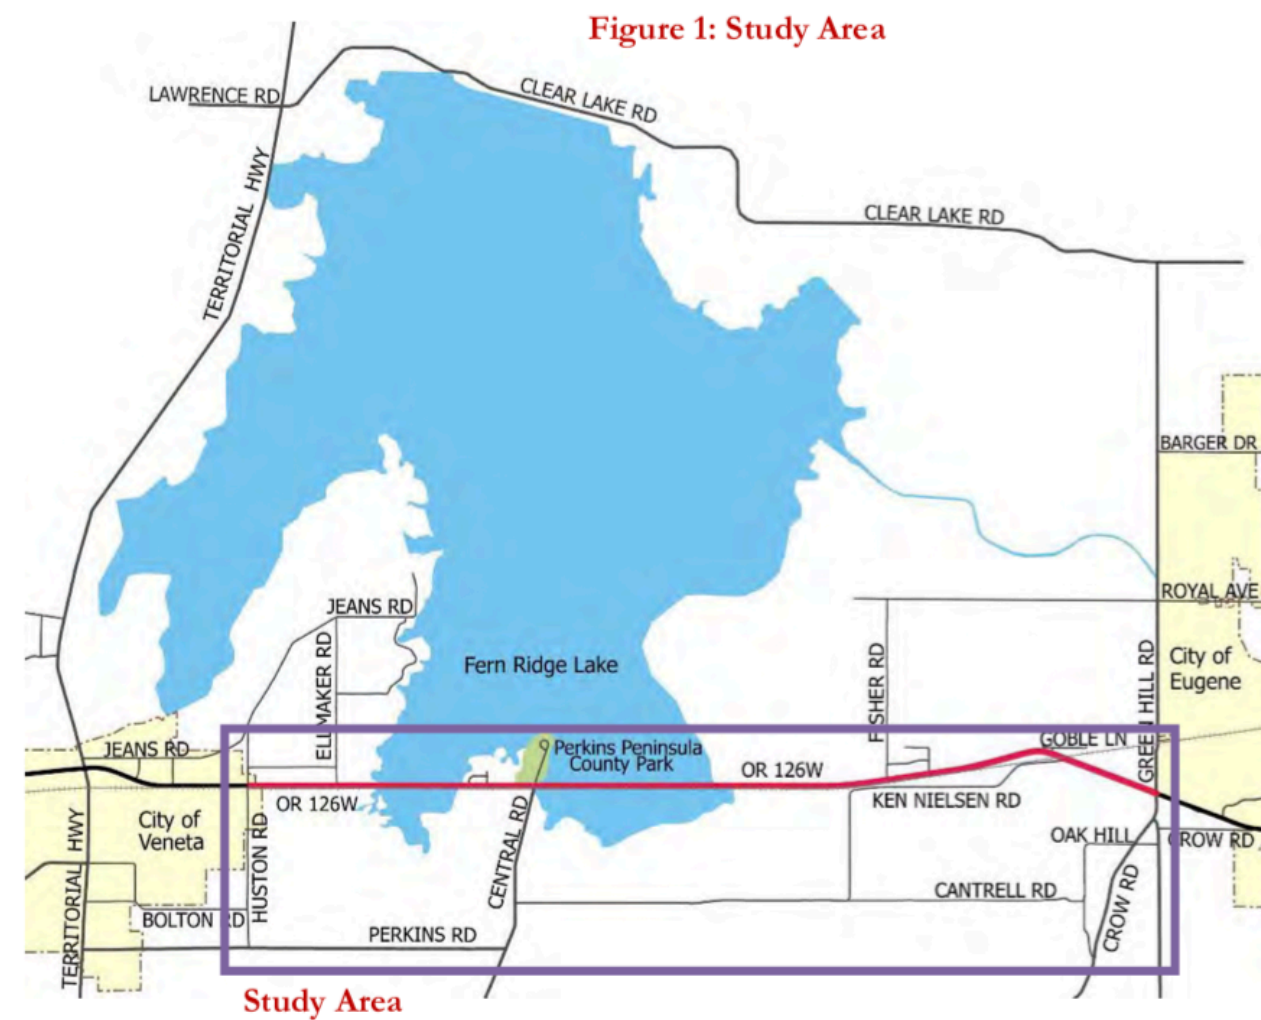 Figure 1: Study Area
LAWRENCE RD
CLEAR LAKE RD
TERRITORIAL HWY
CLEAR LAKE RD
BARGER DR
ROYAL AVE
JEANS RD
ELLMAKER RD
Fern Ridge Lake
FISHER RD
GREEN HILL RD
City of
Eugene
JEANS RD
Perkins Peninsula
County Park
GOBLE LN
OR 126W
OR 126W
KEN NIELSEN RD
City of
Veneta
TERRITORIAL HWY
HUSTON RD
CENTRAL RD
OAK HILL
CROW RD
CANTRELL RD
CROW RD
BOLTON RD
PERKINS RD
Study Area